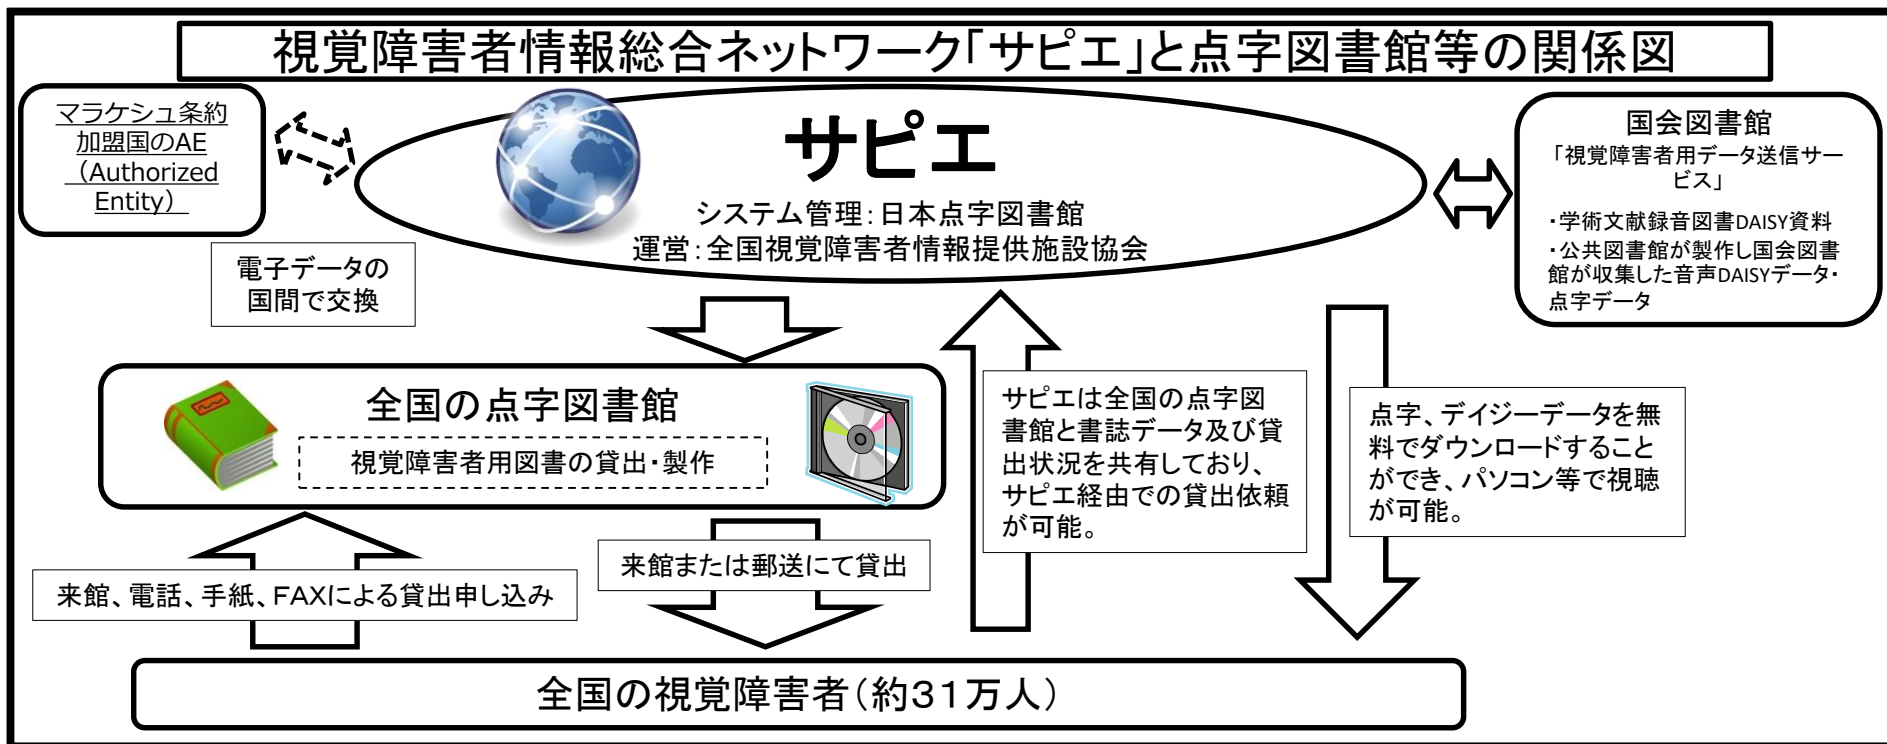 視覚障害者情報総合ネットワーク「サピエ」と点字図書館等の関係図
マラケシュ条約
加盟国のAE
（Authorized
Entity）
サピエ
システム管理：日本点字図書館
運営：全国視覚障害者情報提供施設協会
国会図書館
「視覚障害者用データ送信サー
ビス」
・学術文献録音図書DAISY資料
・公共図書館が製作し国会図書
館が収集した音声DAISYデータ・
点字データ
電子データの
国間で交換
全国の点字図書館
視覚障害者用図書の貸出・製作
サピエは全国の点字図
書館と書誌データ及び貸
出状況を共有しており、
サピエ経由での貸出依頼
が可能。
点字、デイジーデータを無
料でダウンロードすること
ができ、パソコン等で視聴
が可能。
来館、電話、手紙、FAXによる貸出申し込み
来館または郵送にて貸出
全国の視覚障害者（約３１万人）